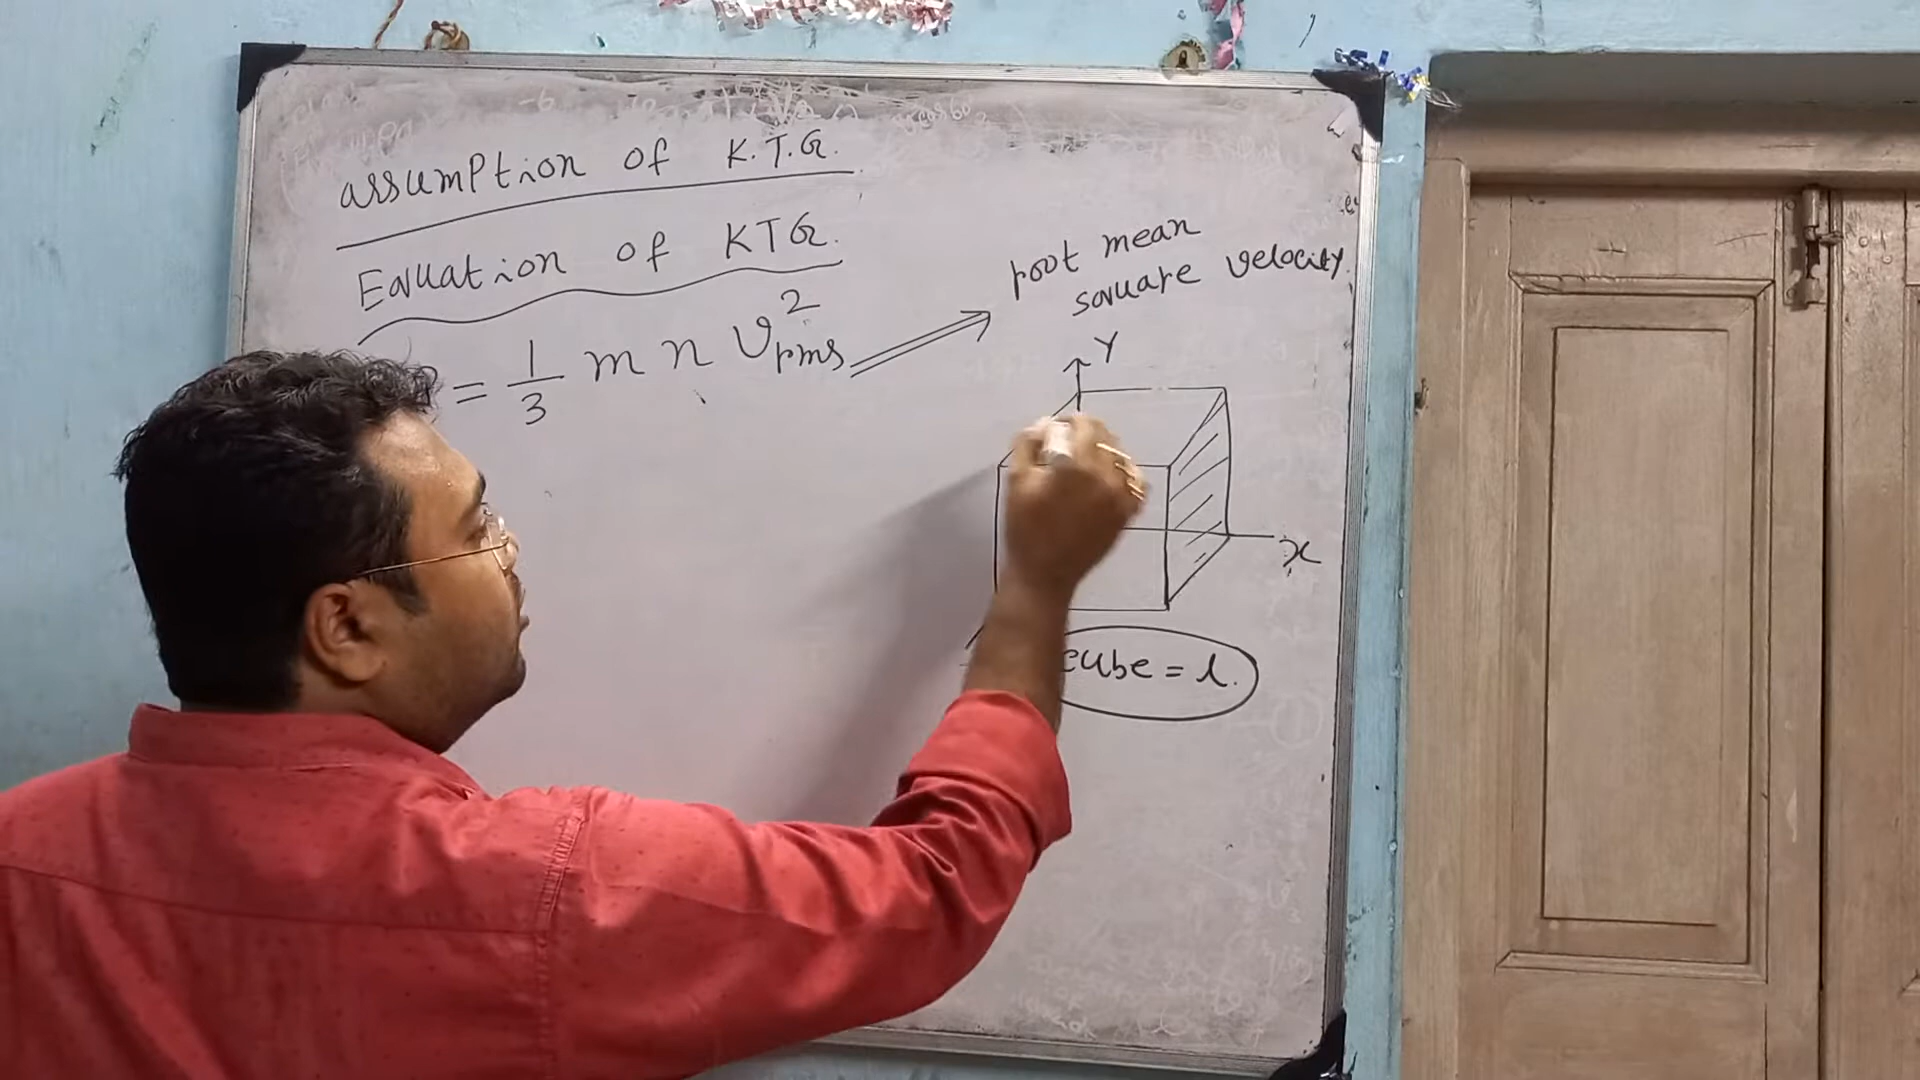 assumption of K.T.G.
Equation of KTG.
= 1/3 m n v²rms ⟹
root mean
square velocity.
Y
x
cube = l.